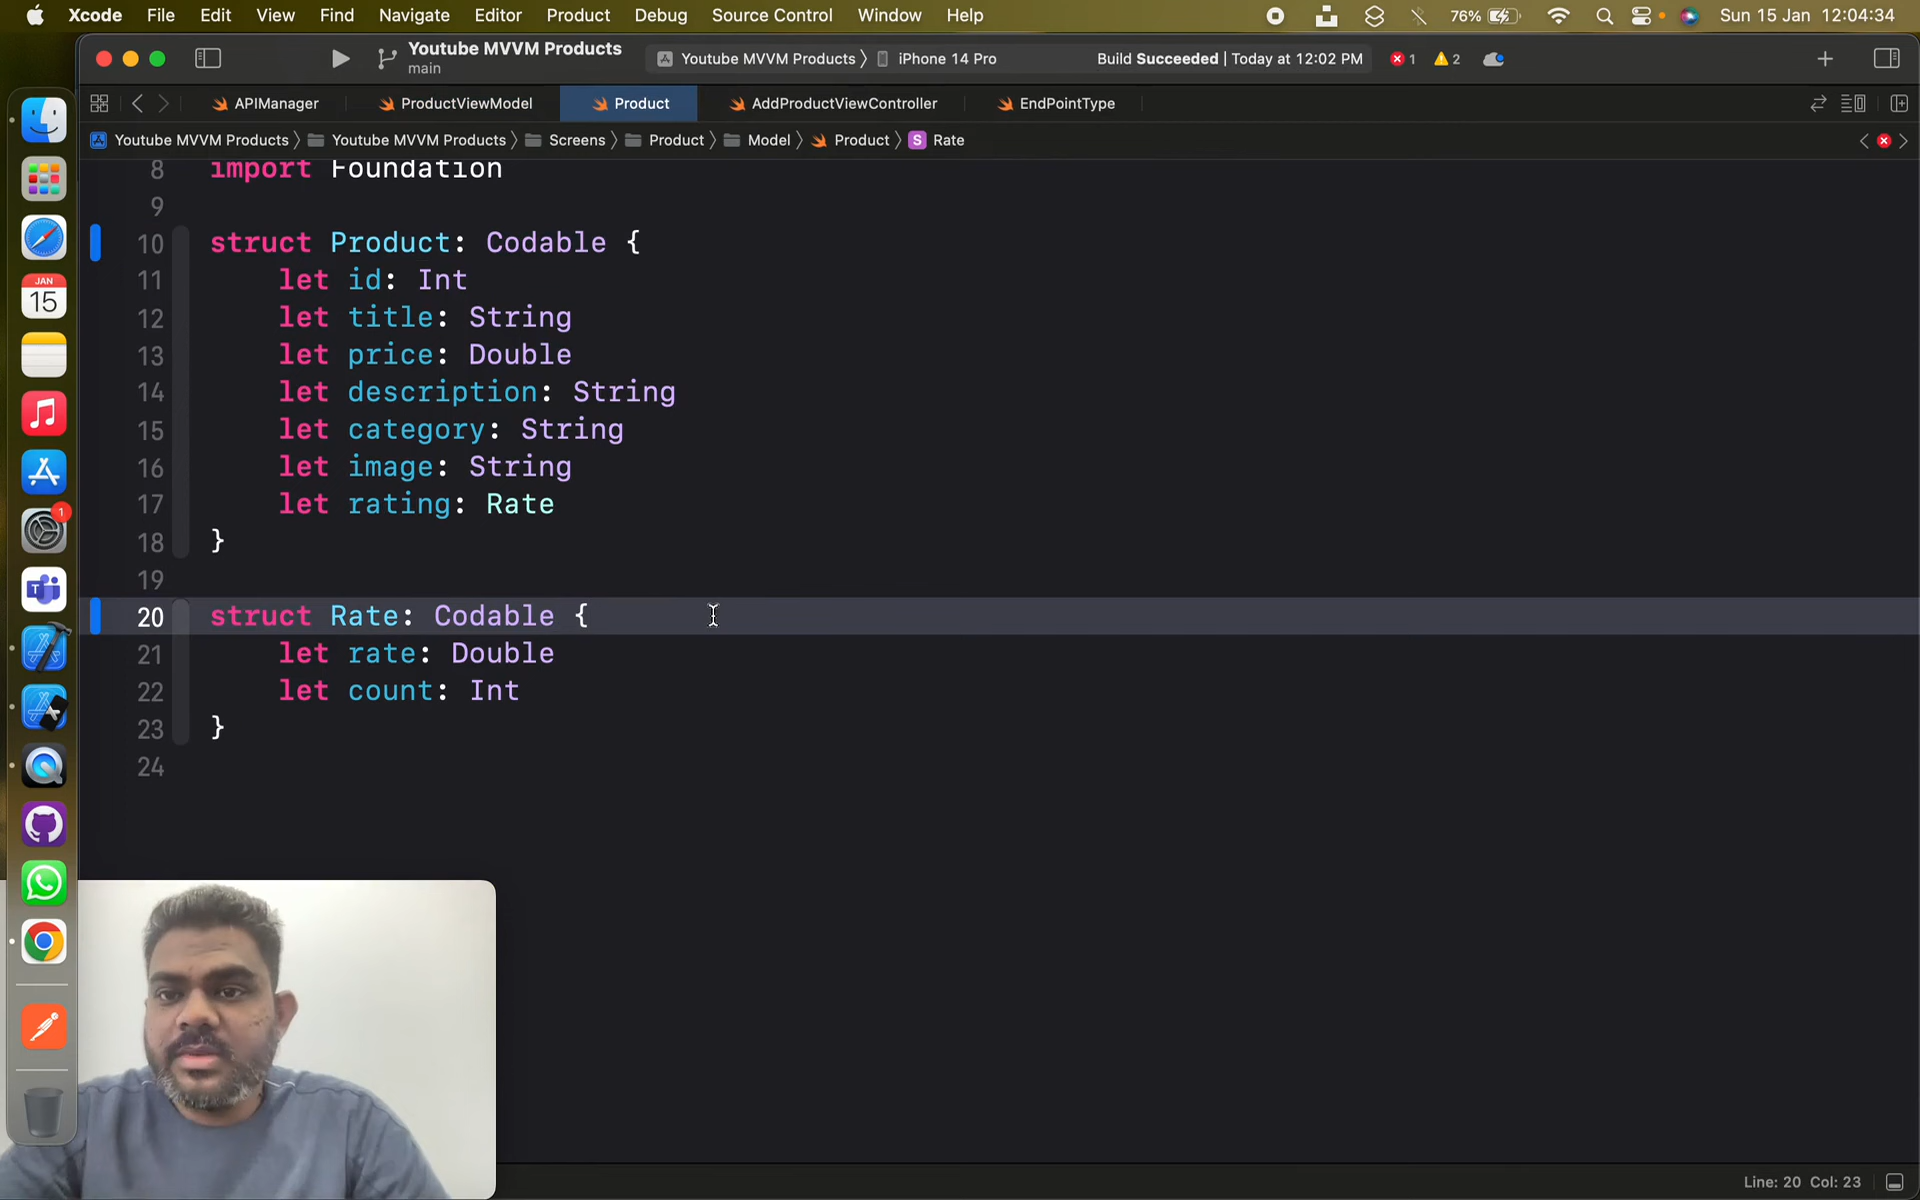 Xcode File Edit View Find Navigate Editor Product Debug Source Control Window Help 76% Sun 15 Jan 12:04:34
Youtube MVVM Products
main
Youtube MVVM Products 〉 iPhone 14 Pro Build Succeeded | Today at 12:02 PM 1 2
APIManager ProductViewModel Product AddProductViewController EndPointType
Youtube MVVM Products 〉 Youtube MVVM Products 〉 Screens 〉 Product 〉 Model 〉 Product 〉 S Rate
8 import Foundation
9
10 struct Product: Codable {
11 let id: Int
12 let title: String
13 let price: Double
14 let description: String
15 let category: String
16 let image: String
17 let rating: Rate
18 }
19
20 struct Rate: Codable {
21 let rate: Double
22 let count: Int
23 }
24
JAN
15
1
Line: 20 Col: 23